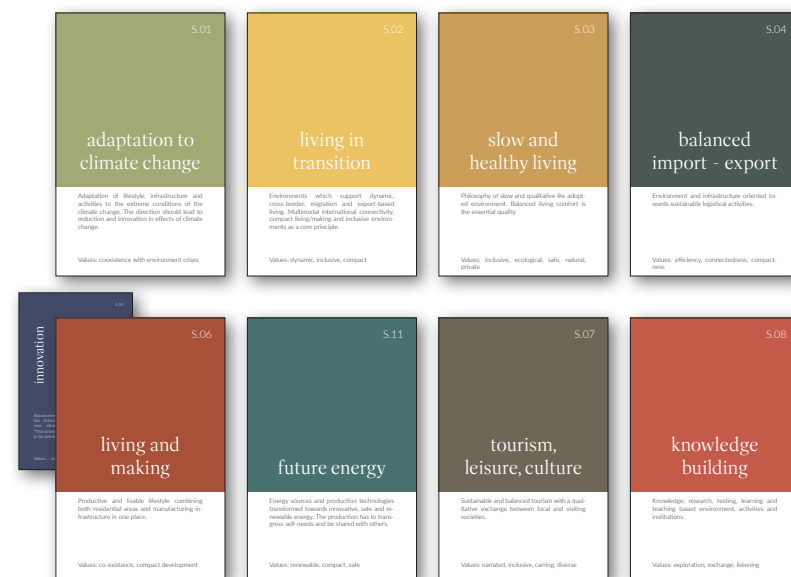 S.01
adaptation to
climate change
Adaptation of lifestyle, infrastructure and
activities to the extreme conditions of the
climate change. The direction should lead to
reduction and innovation in effects of climate
change.
Values: coexistence with environment crises
S.02
living in
transition
Environments which support dynamic,
cross-border, migration and export-based
living. Multimodal international connectivity,
compact living/making and inclusive environ-
ments as a core principle.
Values: dynamic, inclusive, compact
S.03
slow and
healthy living
Philosophy of slow and qualitative life adopt-
ed environment. Balanced living comfort is
the essential quality.
Values: inclusive, ecological, safe, natural,
private
S.04
balanced
import - export
Environment and infrastructure oriented to-
wards sustainable logistical activities.
Values: efficiency, connectedness, compact-
ness
innovation
S.06
living and
making
Productive and livable lifestyle combining
both residential areas and manufacturing in-
frastructure in one place.
Values: co-existance, compact development
S.11
future energy
Energy sources and production technologies
transformed towards innovative, safe and re-
newable energy. The production has to trans-
gress self-needs and be shared with others.
Values: renewable, compact, safe
S.07
tourism,
leisure, culture
Sustainable and balanced tourism with a qual-
itative exchange between local and visiting
societies.
Values: narrated, inclusive, carring, diverse
S.08
knowledge
building
Knowledge, research, testing, learning and
teaching based environment, activities and
institutions.
Values: exploration, exchange, listening